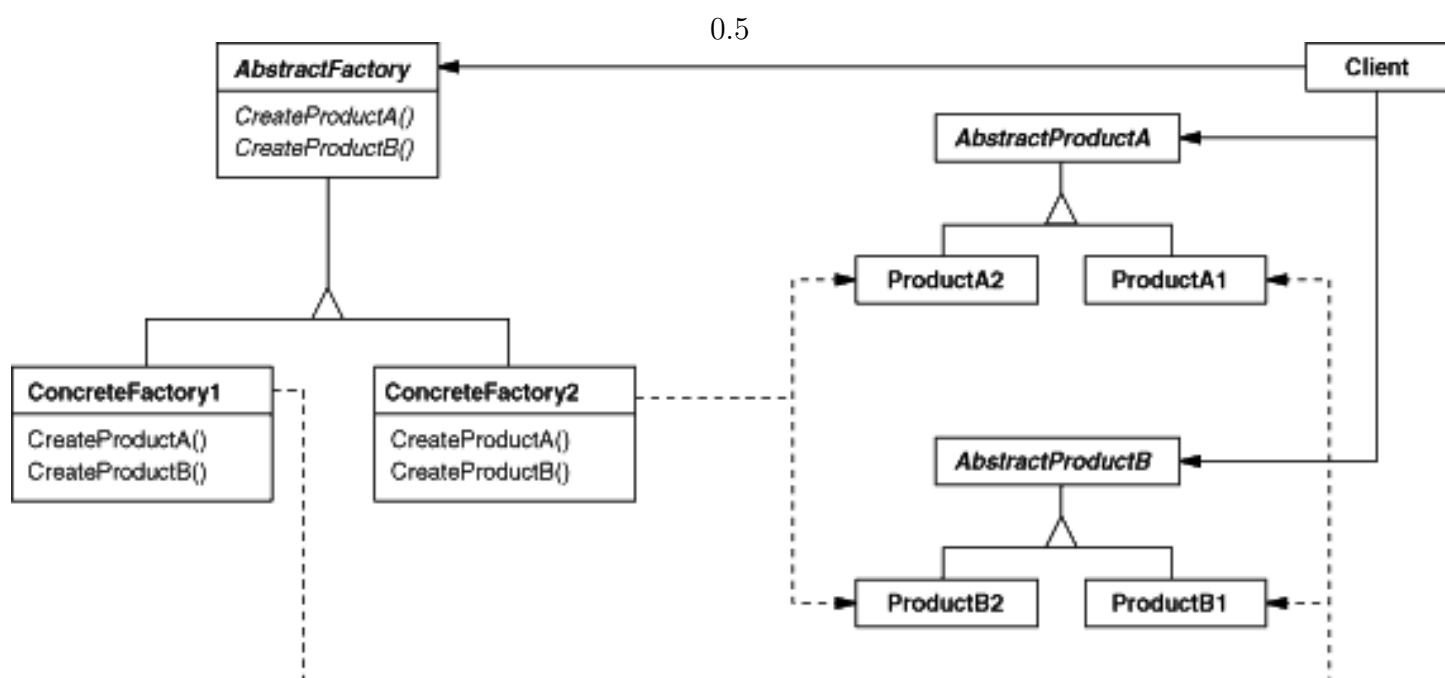 0.5
AbstractFactory
CreateProductA()
CreateProductB()
Client
AbstractProductA
ProductA2
ProductA1
ConcreteFactory1
CreateProductA()
CreateProductB()
ConcreteFactory2
CreateProductA()
CreateProductB()
AbstractProductB
ProductB2
ProductB1